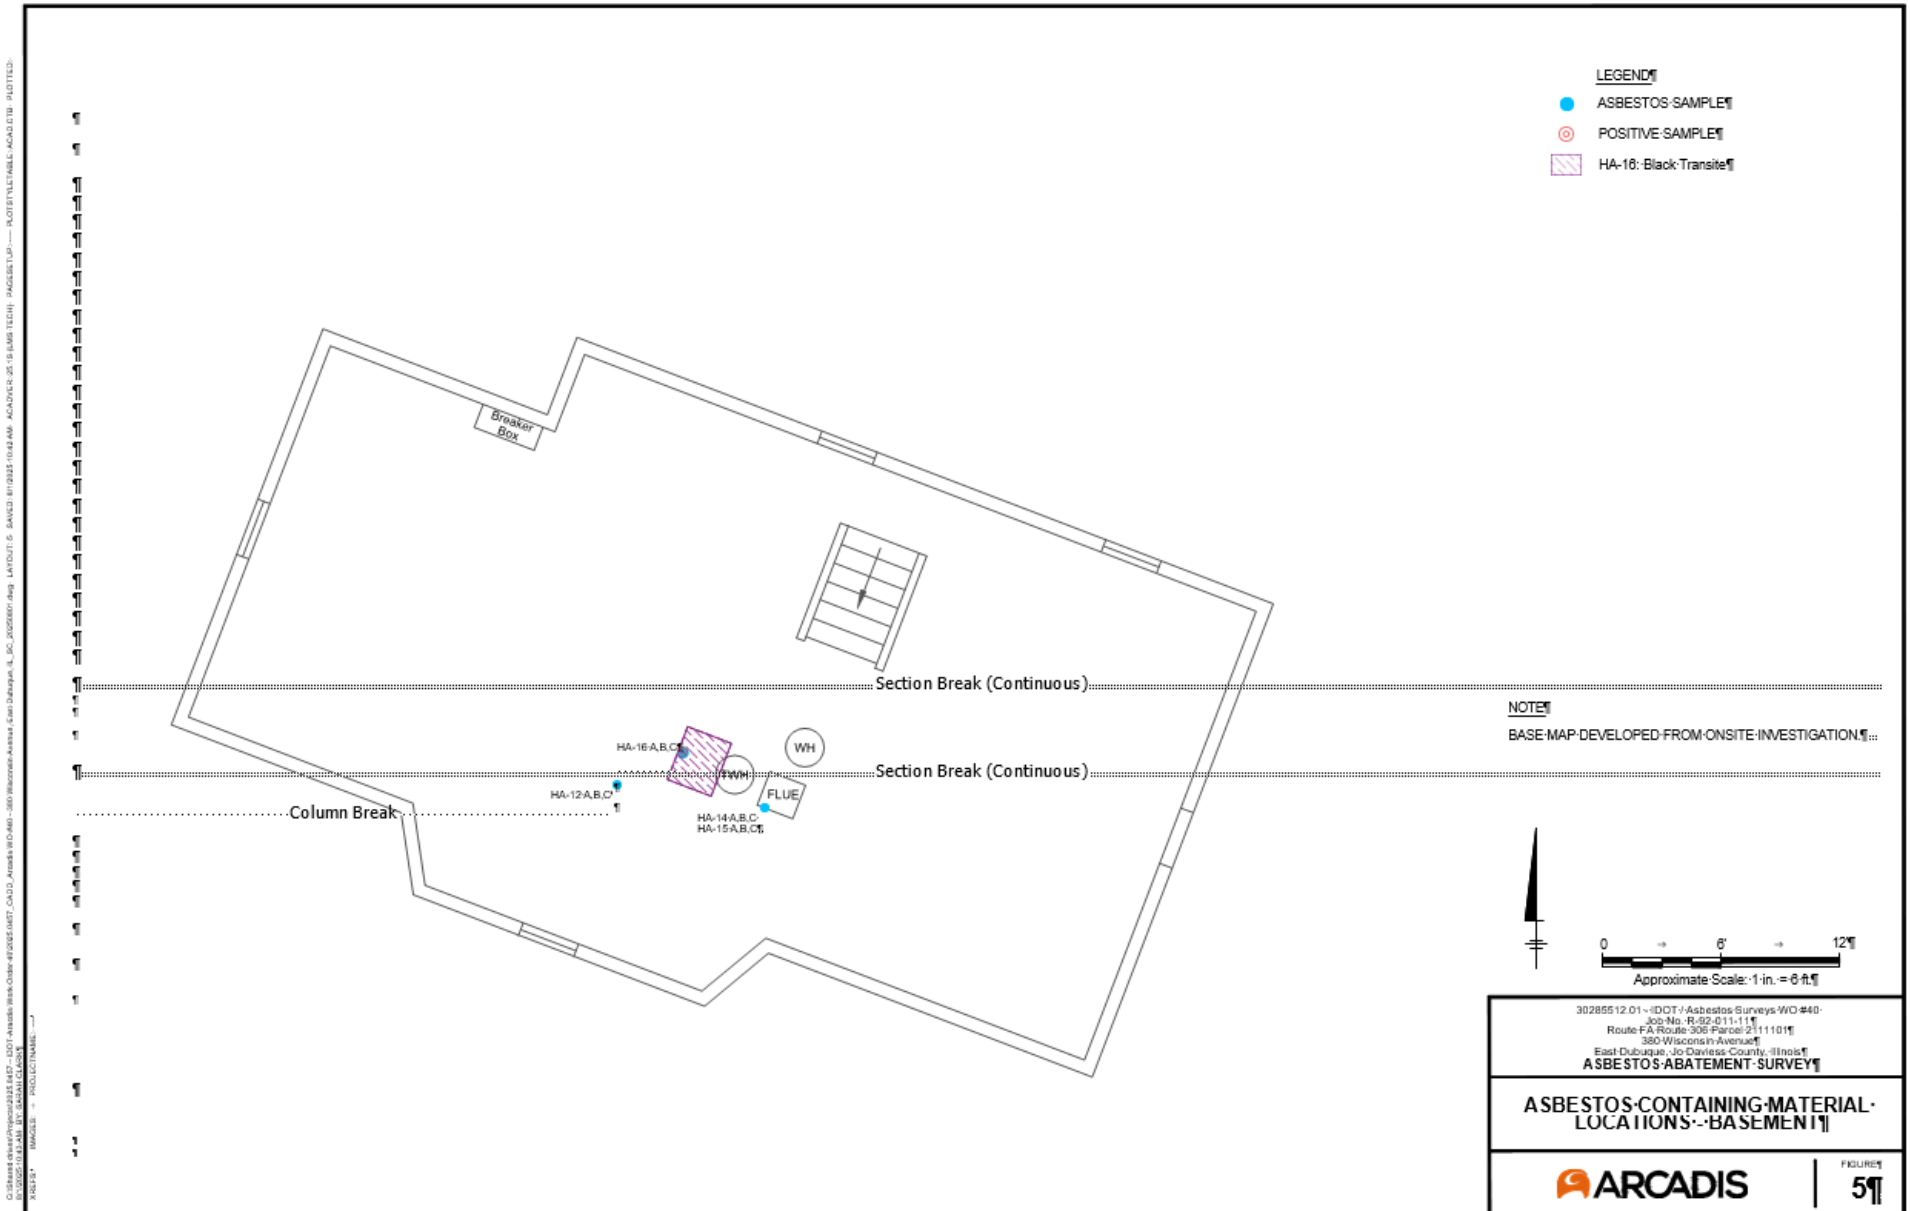 LEGEND¶
ASBESTOS·SAMPLE¶
POSITIVE·SAMPLE¶
HA-16:·Black·Transite¶
Breaker
Box
Section Break (Continuous)
NOTE¶
BASE·MAP·DEVELOPED·FROM·ONSITE·INVESTIGATION.¶
HA-16·A,B,C¶
WH
WH
Section Break (Continuous)
HA-12·A,B,C¶
FLUE
Column Break
HA-14·A,B,C·
HA-15·A,B,C¶
0 → 6' → 12'¶
Approximate·Scale:·1·in.·=·6·ft.¶
30285512.01·-·IDOT·/·Asbestos·Surveys·WO·#40·
Job·No.·R-92-011-11¶
Route·FA·Route·306·Parcel·2111101¶
380·Wisconsin·Avenue¶
East·Dubuque,·Jo·Daviess·County,·Illinois¶
ASBESTOS·ABATEMENT·SURVEY¶
ASBESTOS·CONTAINING·MATERIAL·
LOCATIONS·-·BASEMENT¶
ARCADIS
FIGURE¶
5¶